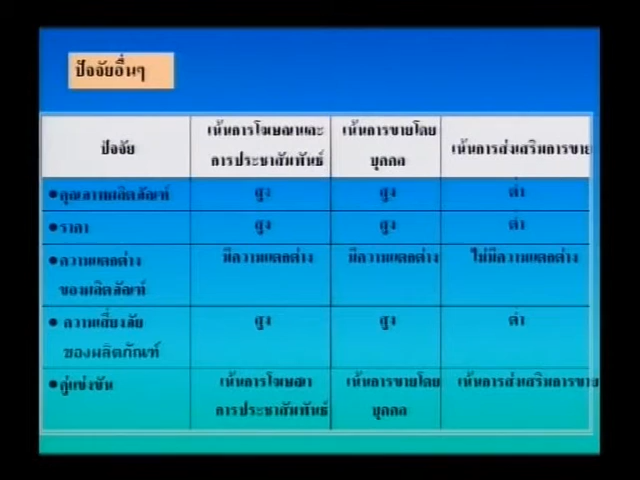 ปัจจัยอื่นๆ
ปัจจัย
เน้นการโฆษณาและ
การประชาสัมพันธ์
เน้นการขายโดย
บุคคล
เน้นการส่งเสริมการขาย
•คุณภาพผลิตภัณฑ์ สูง สูง ต่ำ
•ราคา สูง สูง ต่ำ
•ความแตกต่าง
ของผลิตภัณฑ์
มีความแตกต่าง มีความแตกต่าง ไม่มีความแตกต่าง
• ความเสี่ยงภัย
ของผลิตภัณฑ์
สูง สูง ต่ำ
•คู่แข่งขัน
เน้นการโฆษณา
การประชาสัมพันธ์
เน้นการขายโดย
บุคคล
เน้นการส่งเสริมการขาย